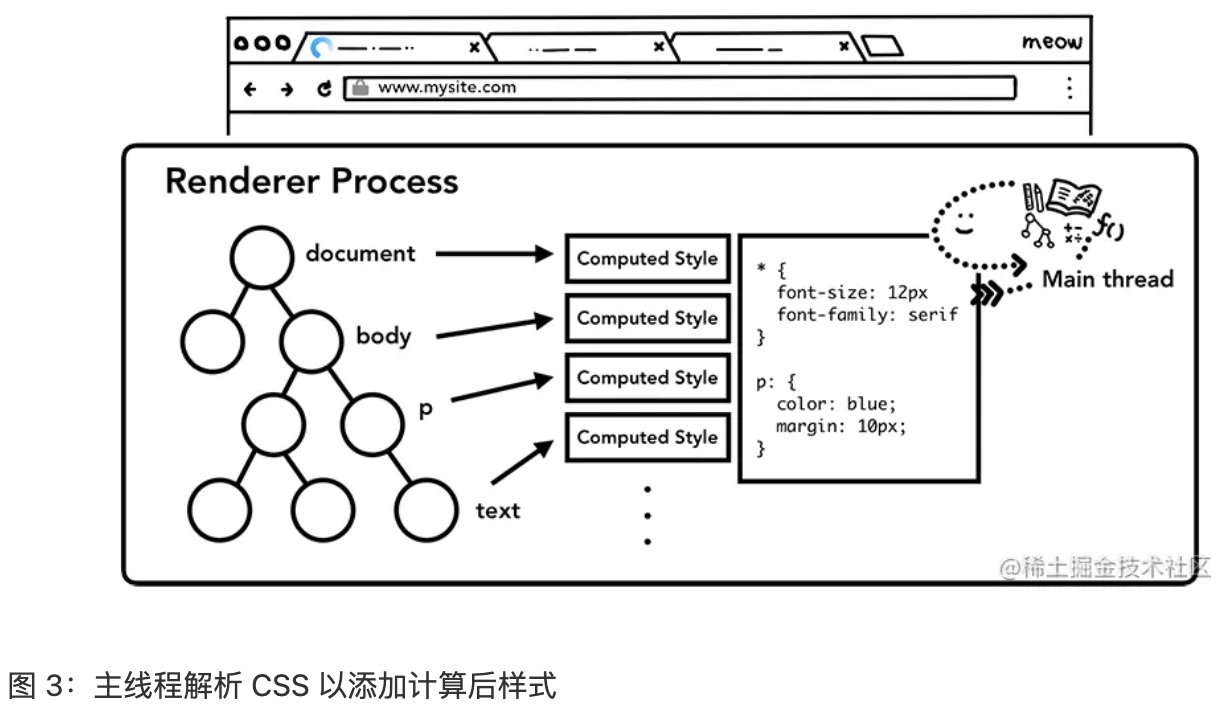 meow
www.mysite.com
Renderer Process
document
body
p
text
Computed Style
Computed Style
Computed Style
Computed Style
* {
font-size: 12px
font-family: serif
}
p: {
color: blue;
margin: 10px;
}
f()
Main thread
@稀土掘金技术社区
图 3：主线程解析 CSS 以添加计算后样式